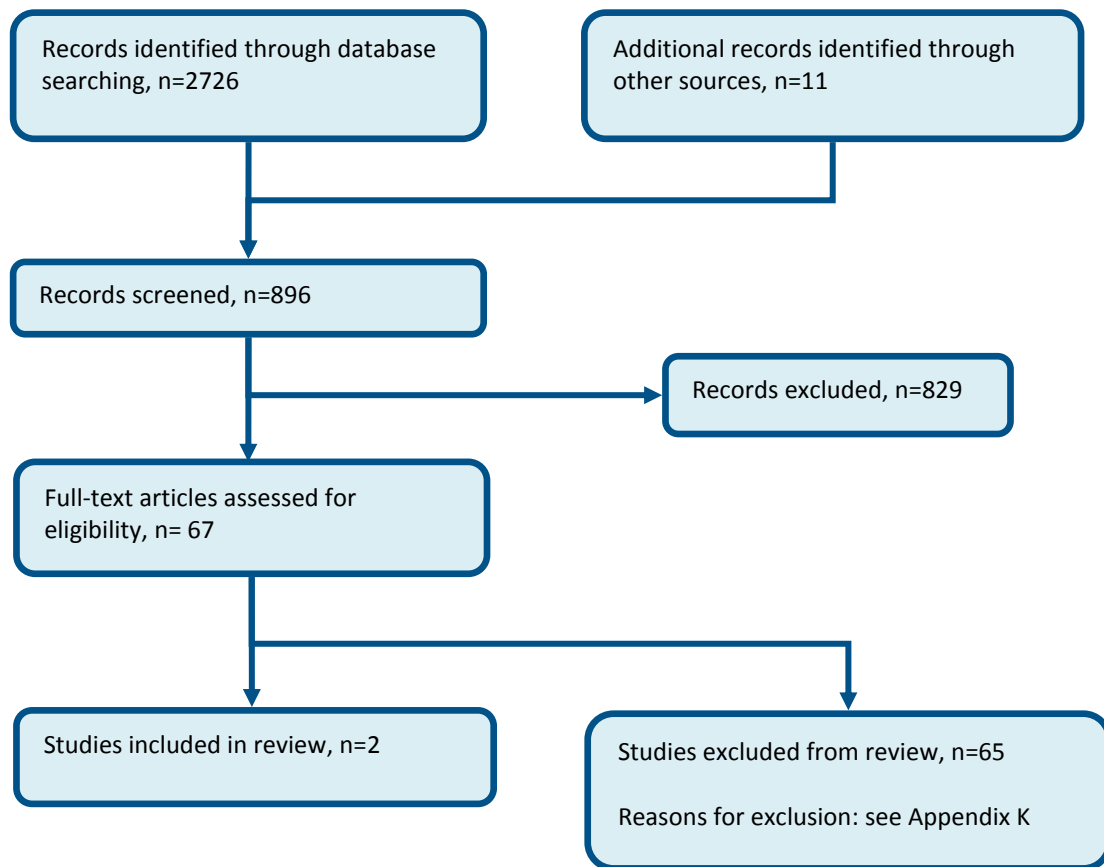 Records identified through database
searching, n=2726
Additional records identified through
other sources, n=11
Records screened, n=896
Records excluded, n=829
Full-text articles assessed for
eligibility, n= 67
Studies included in review, n=2
Studies excluded from review, n=65
Reasons for exclusion: see Appendix K